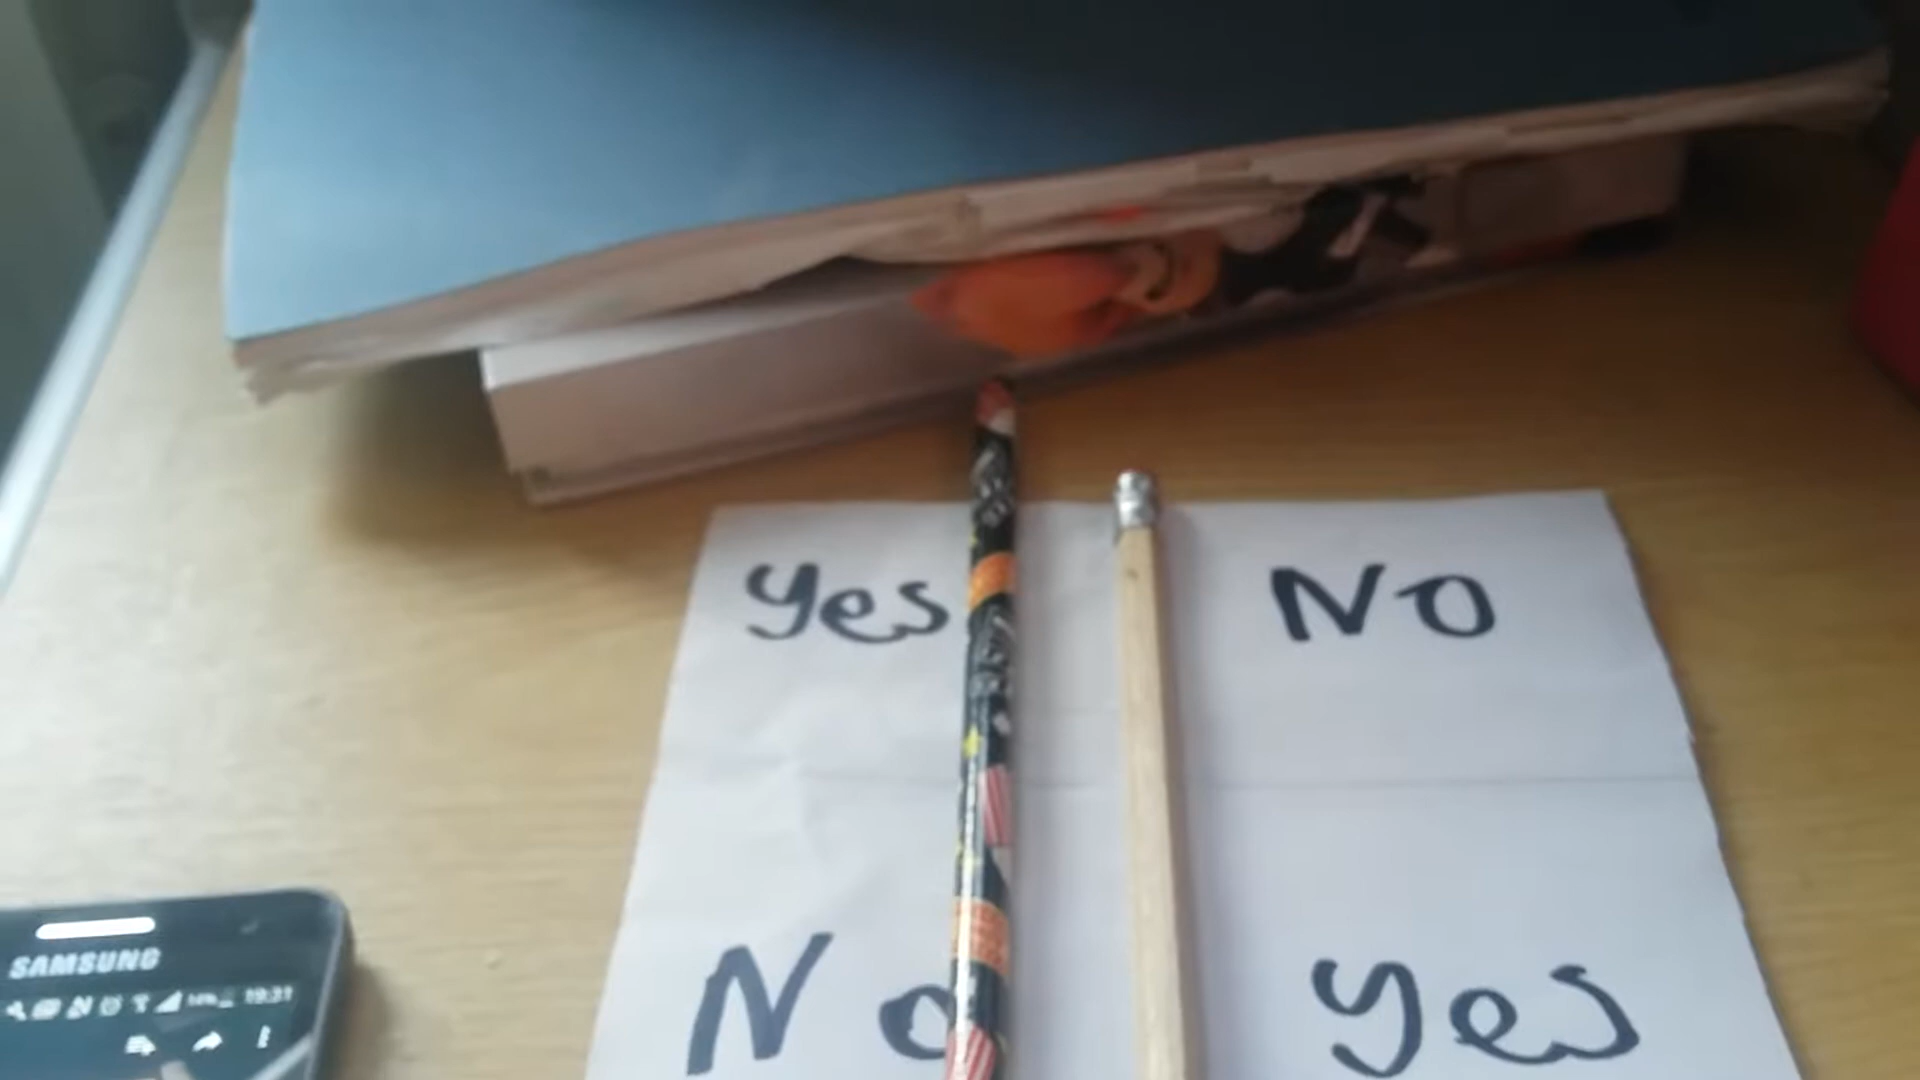 Yes No
No Yes
SAMSUNG
19:31